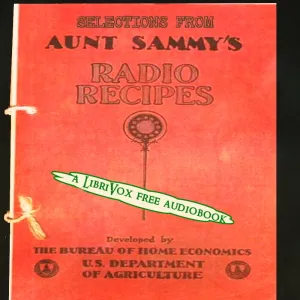 SELECTIONS FROM
AUNT SAMMY'S
RADIO
RECIPES
a LibriVox free audiobook
Developed by
THE BUREAU OF HOME ECONOMICS
U.S. DEPARTMENT
OF AGRICULTURE